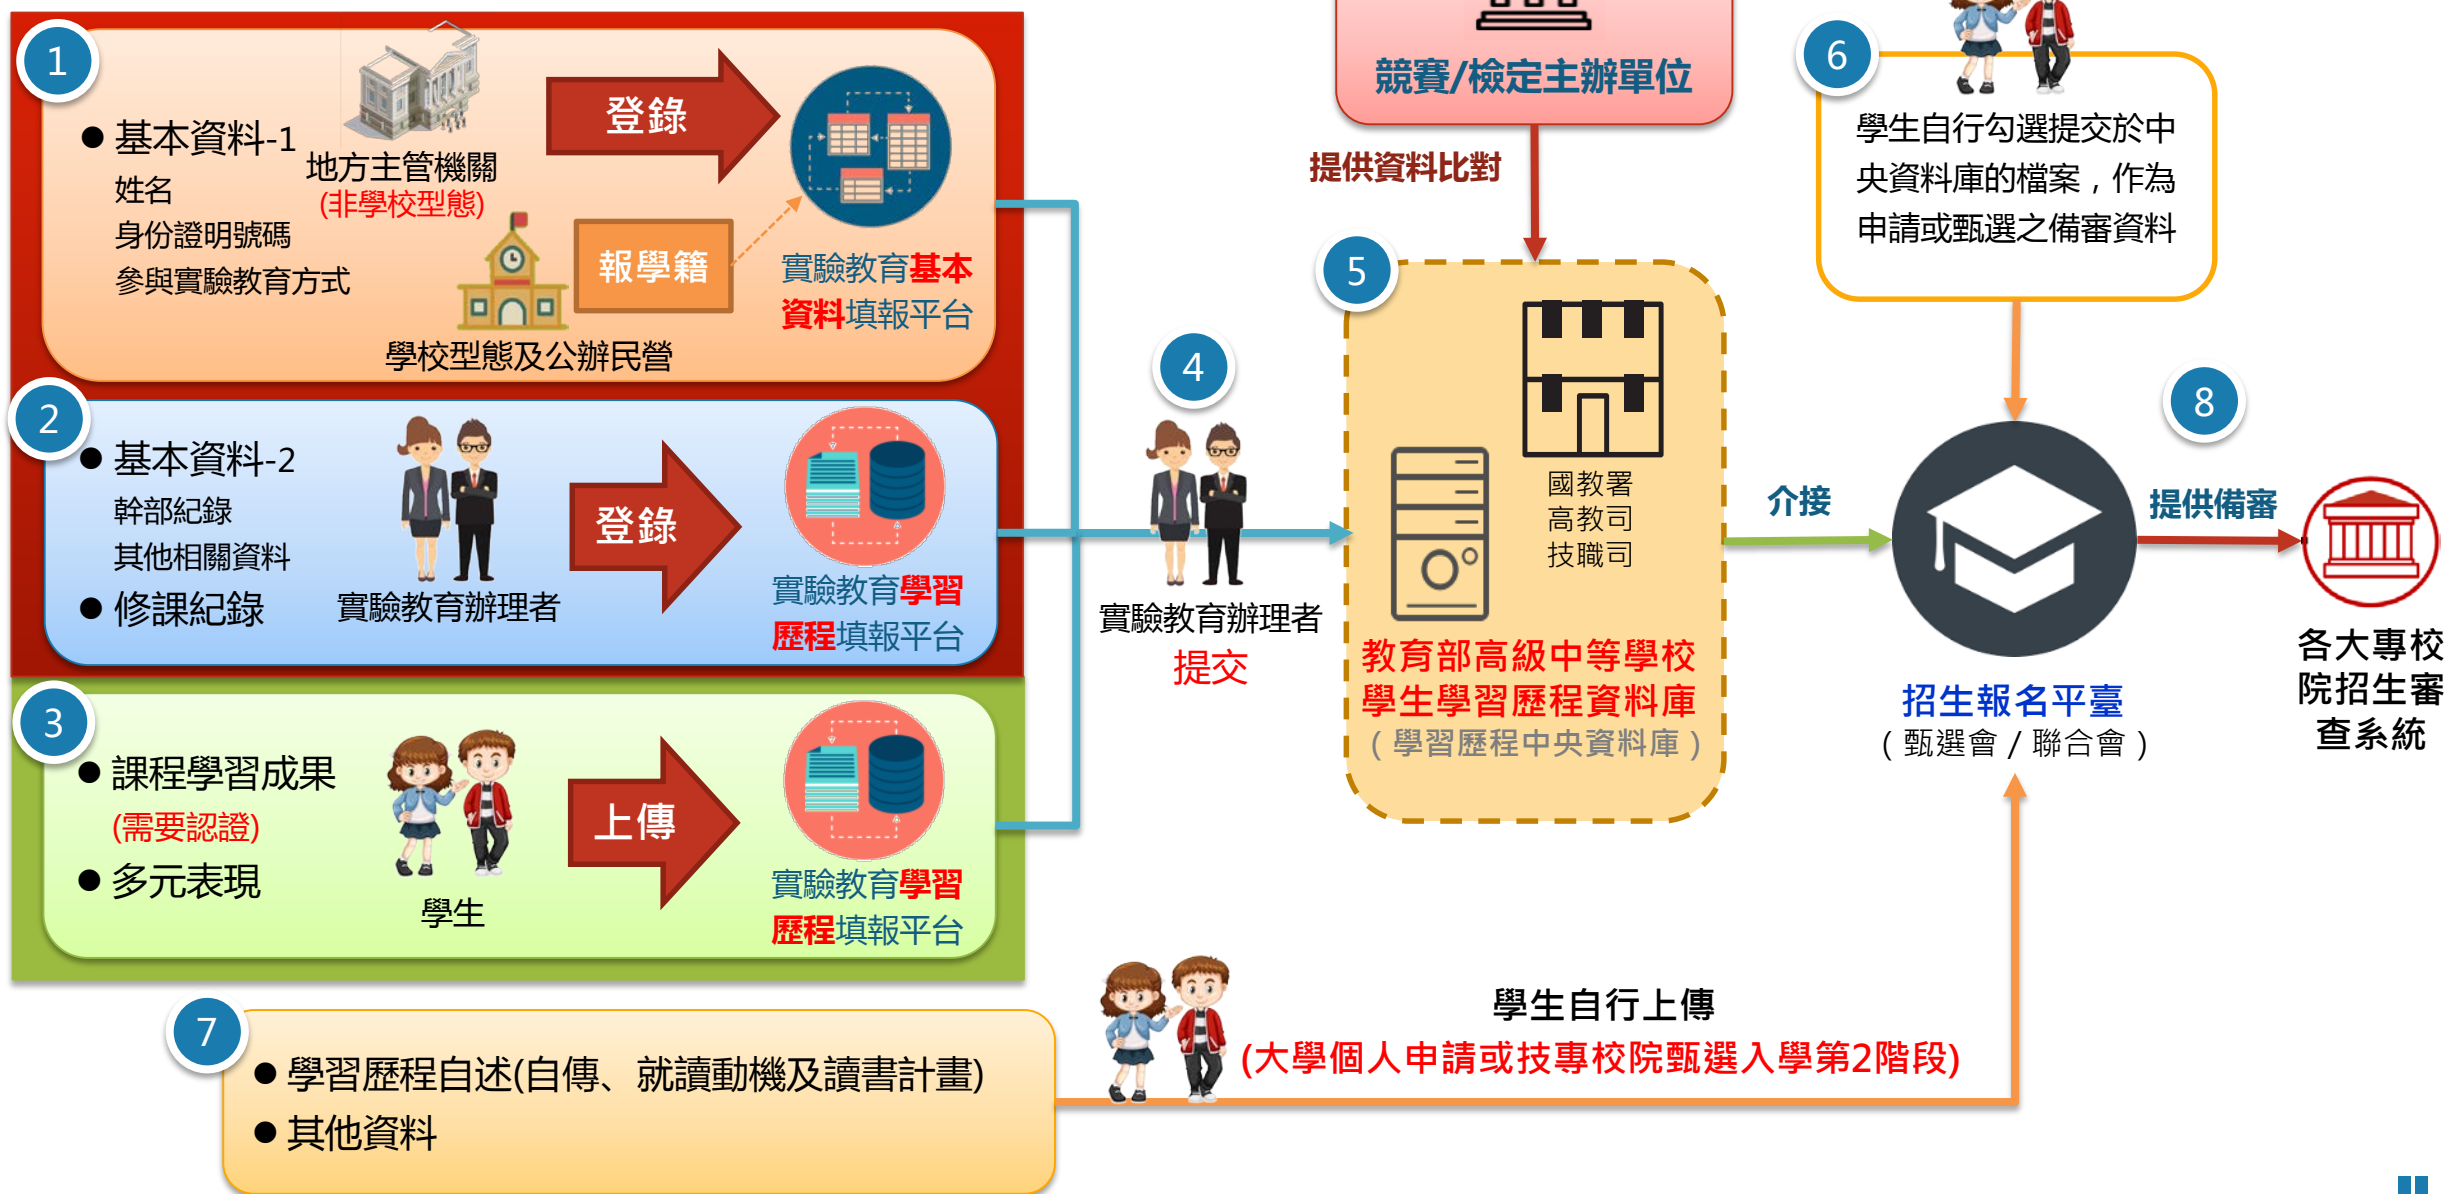 1
● 基本資料-1
姓名
身份證明號碼
參與實驗教育方式
地方主管機關
(非學校型態)
登錄
報學籍
學校型態及公辦民營
實驗教育基本
資料填報平台
2
● 基本資料-2
幹部紀錄
其他相關資料
● 修課紀錄
實驗教育辦理者
登錄
實驗教育學習
歷程填報平台
3
● 課程學習成果
(需要認證)
● 多元表現
學生
上傳
實驗教育學習
歷程填報平台
4
實驗教育辦理者
提交
競賽/檢定主辦單位
提供資料比對
5
國教署
高教司
技職司
教育部高級中等學校
學生學習歷程資料庫
（學習歷程中央資料庫）
介接
6
學生自行勾選提交於中
央資料庫的檔案，作為
申請或甄選之備審資料
招生報名平臺
（甄選會／聯合會）
8
提供備審
各大專校
院招生審
查系統
7
● 學習歷程自述(自傳、就讀動機及讀書計畫)
● 其他資料
學生自行上傳
(大學個人申請或技專校院甄選入學第2階段)